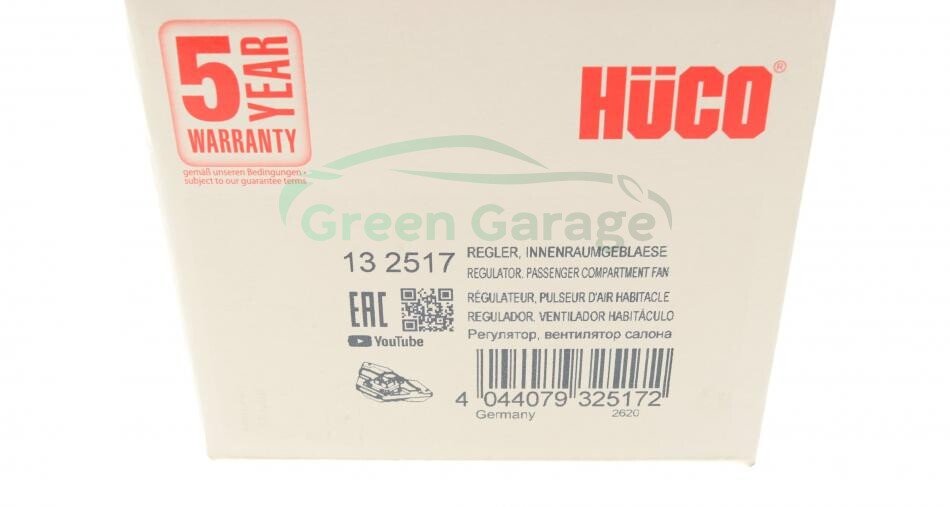 5 YEAR
WARRANTY
gemäß unseren Bedingungen -
subject to our guarantee terms
HÜCO®
Green Garage
13 2517
REGLER, INNENRAUMGEBLAESE
REGULATOR, PASSENGER COMPARTMENT FAN
RÉGULATEUR, PULSEUR D'AIR HABITACLE
REGULADOR, VENTILADOR HABITÁCULO
Регулятор, вентилятор салона
EAC
YouTube
4 044079 325172
Germany 2620